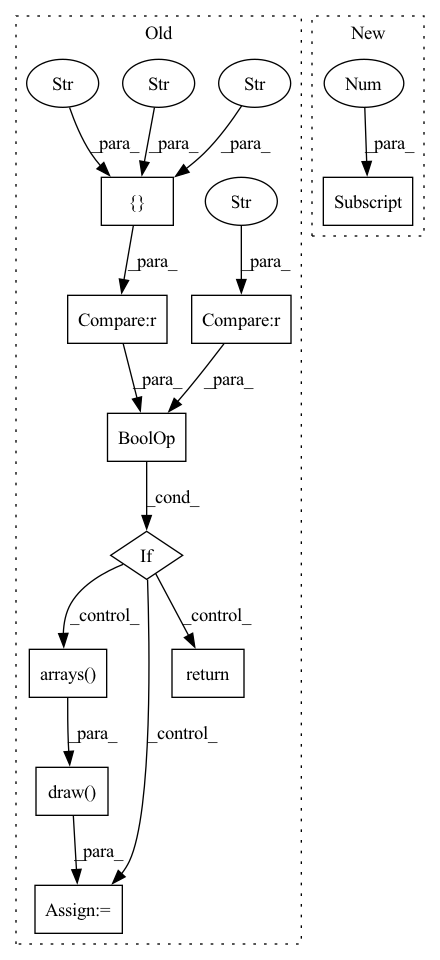 Old
New
Str
Str
Str
Num
_para_
_para_
_para_
_para_
{}
Str
Subscript
_para_
_para_
Compare:r
Compare:r
_para_
_para_
BoolOp
_cond_
If
_control_
_control_
arrays()
return
_para_
_control_
draw()
_para_
Assign:=